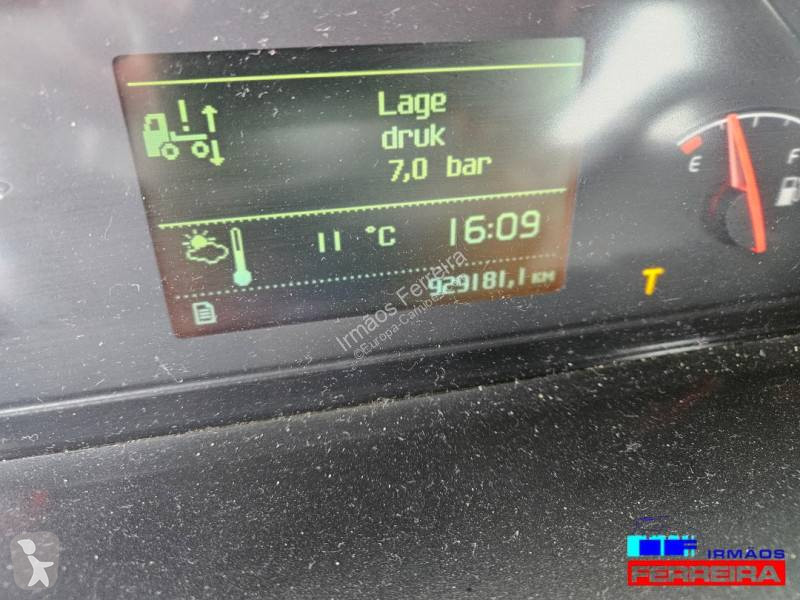 Lage
druk
7,0 bar
11 °C 16:09
929181,1 KM
E
F
T
Irmãos Ferreira
IRMÃOS
FERREIRA